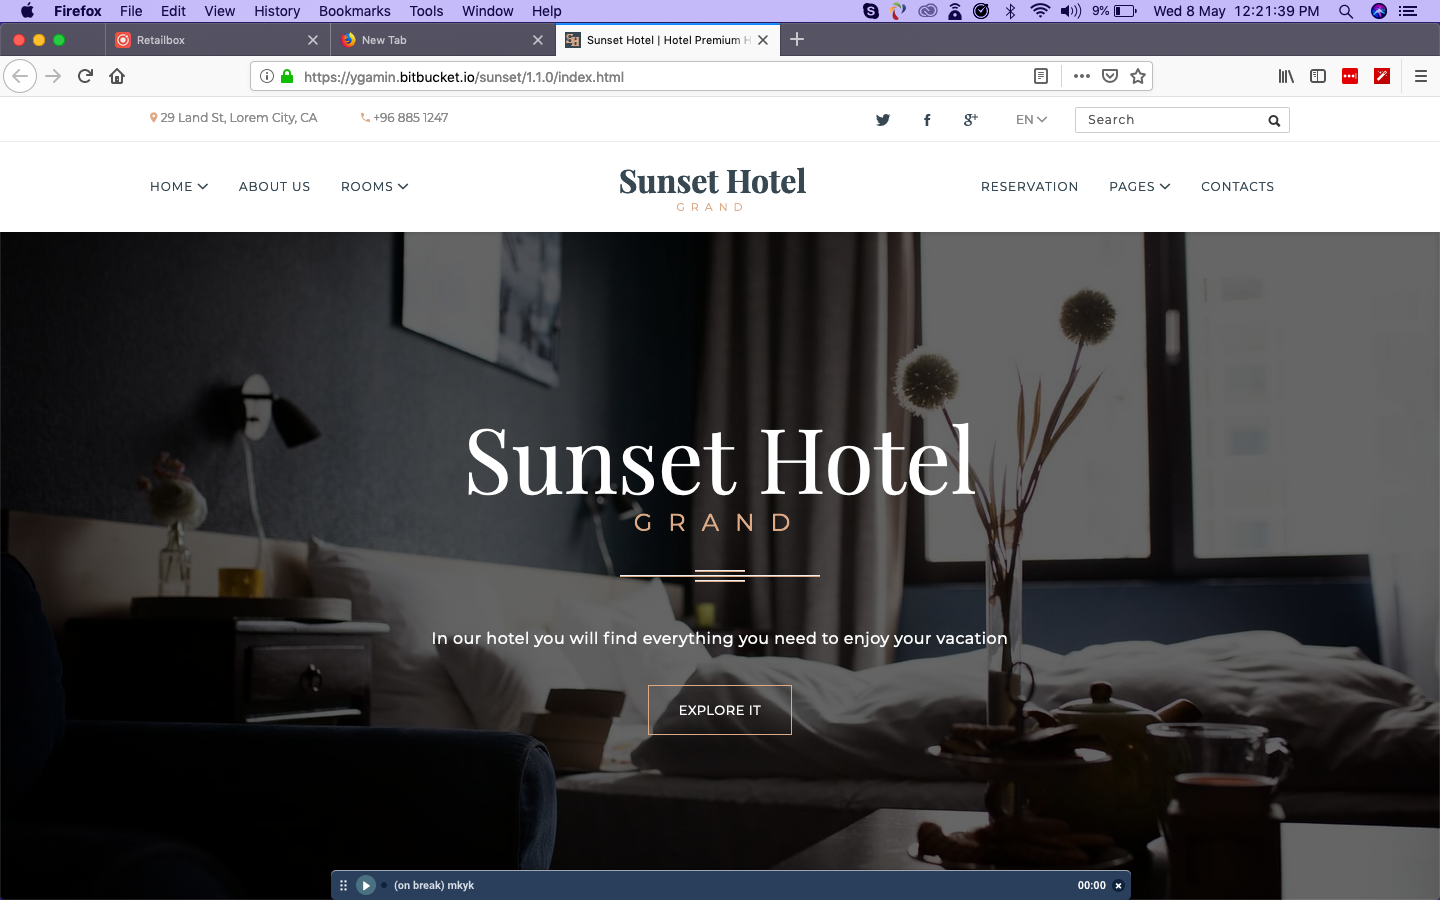 Firefox File Edit View History Bookmarks Tools Window Help 9% Wed 8 May 12:21:39 PM
Retailbox New Tab Sunset Hotel | Hotel Premium H
https://ygamin.bitbucket.io/sunset/1.1.0/index.html
29 Land St, Lorem City, CA +96 885 1247 EN Search
HOME ABOUT US ROOMS Sunset Hotel RESERVATION PAGES CONTACTS
GRAND
Sunset Hotel
GRAND
In our hotel you will find everything you need to enjoy your vacation
EXPLORE IT
(on break) mkyk 00:00